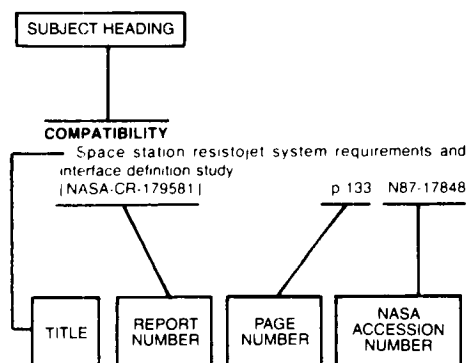 SUBJECT HEADING
COMPATIBILITY
Space station resistojet system requirements and
interface definition study
[NASA-CR-179581] p 133 N87-17848
TITLE
REPORT
NUMBER
PAGE
NUMBER
NASA
ACCESSION
NUMBER